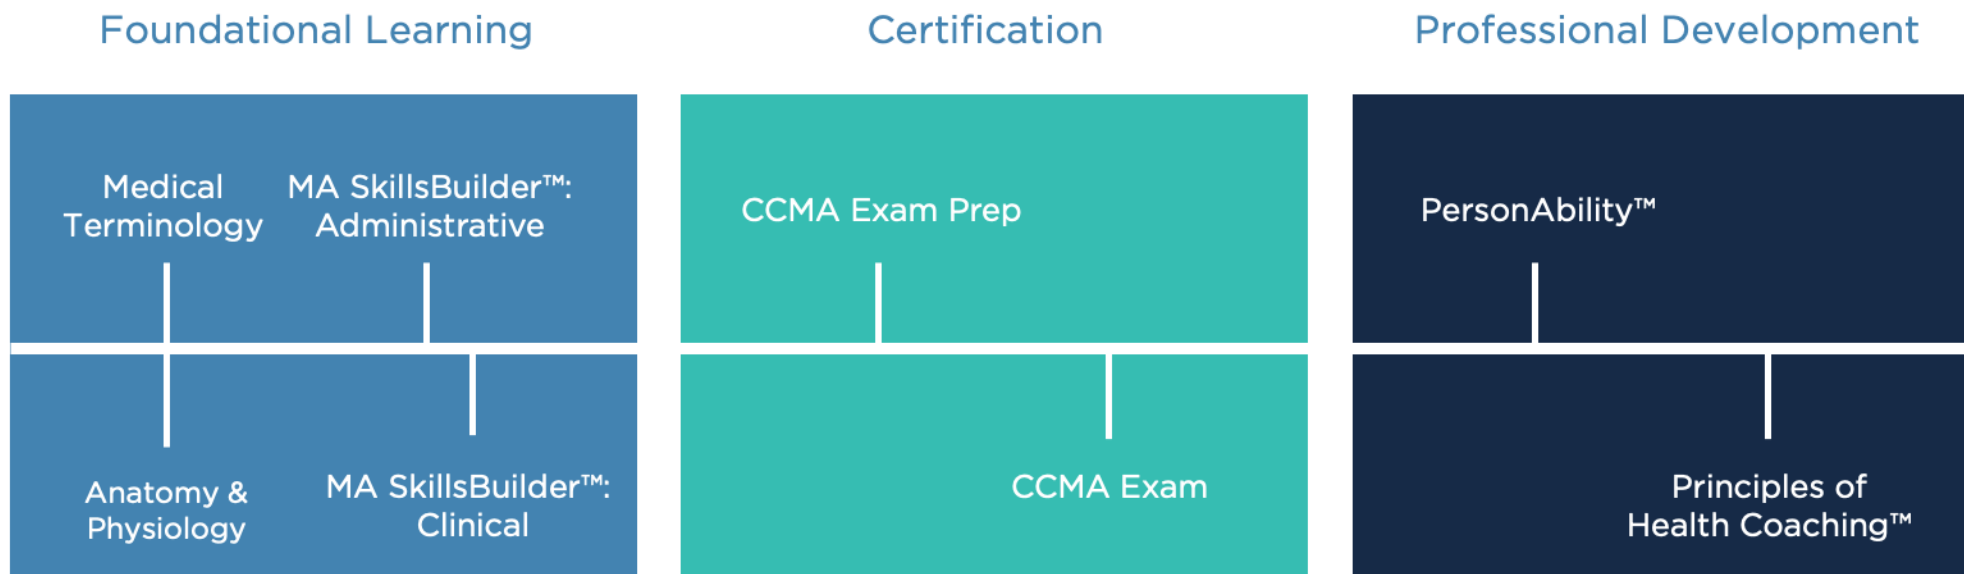 Foundational Learning
Certification
Professional Development
Medical
Terminology
MA SkillsBuilder™:
Administrative
Anatomy &
Physiology
MA SkillsBuilder™:
Clinical
CCMA Exam Prep
CCMA Exam
PersonAbility™
Principles of
Health Coaching™